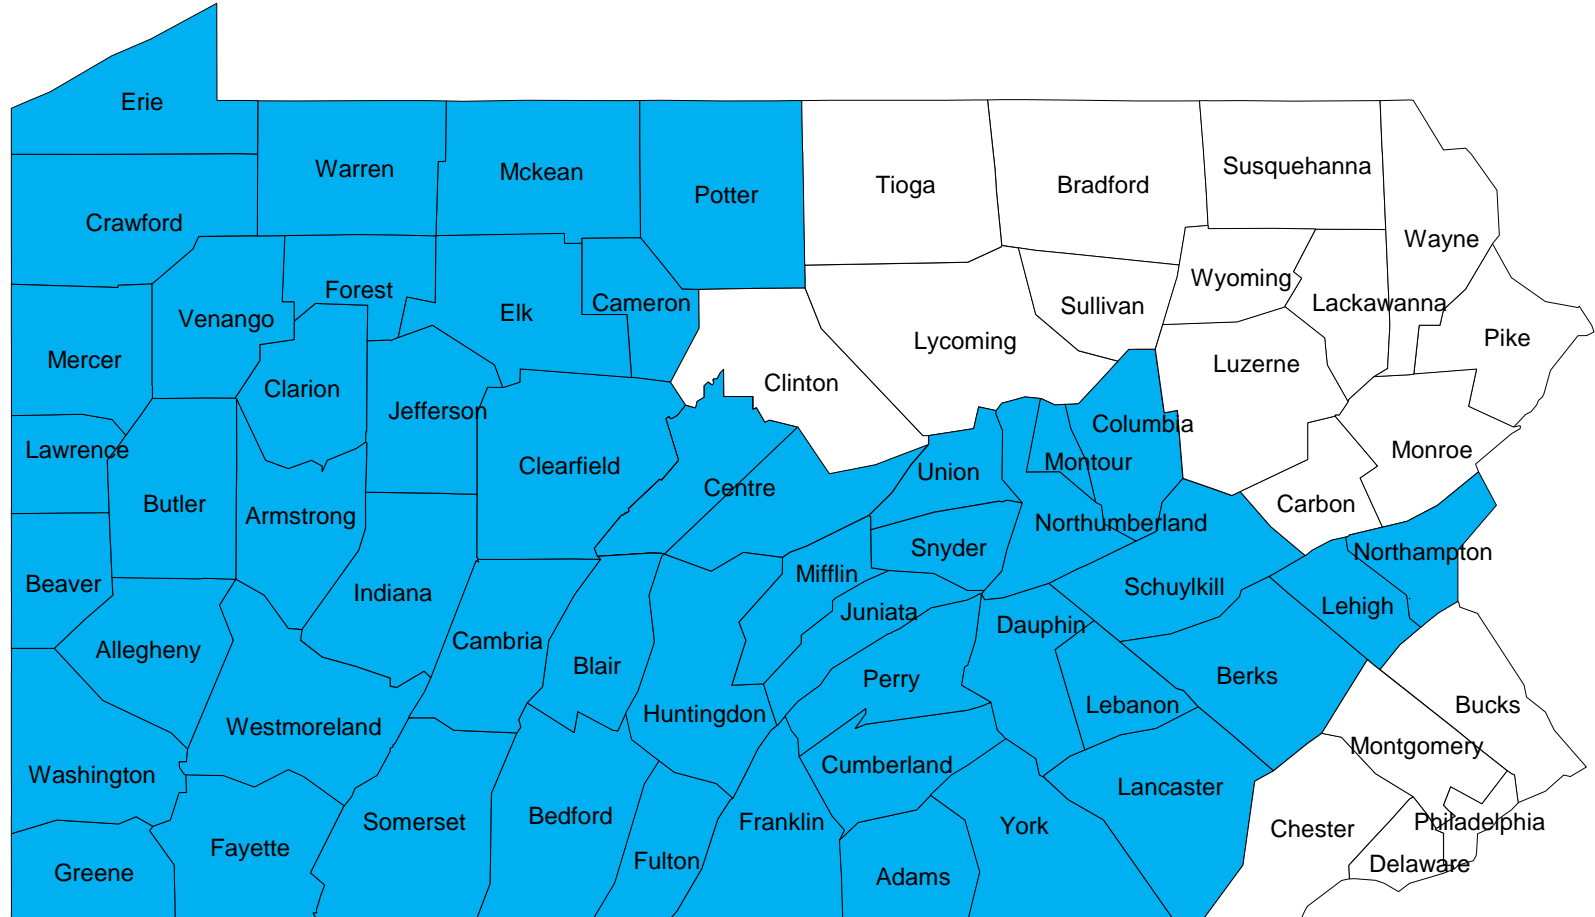 Erie
Warren
Mckean
Potter
Tioga
Bradford
Susquehanna
Crawford
Wayne
Venango
Forest
Elk
Cameron
Sullivan
Wyoming
Lackawanna
Mercer
Clarion
Jefferson
Clinton
Lycoming
Luzerne
Pike
Lawrence
Butler
Armstrong
Clearfield
Centre
Union
Montour
Columbia
Northumberland
Carbon
Monroe
Beaver
Indiana
Mifflin
Snyder
Schuylkill
Northampton
Lehigh
Allegheny
Cambria
Blair
Juniata
Dauphin
Westmoreland
Huntingdon
Perry
Lebanon
Berks
Bucks
Washington
Cumberland
Lancaster
Montgomery
Greene
Fayette
Somerset
Bedford
Fulton
Franklin
Adams
York
Chester
Philadelphia
Delaware